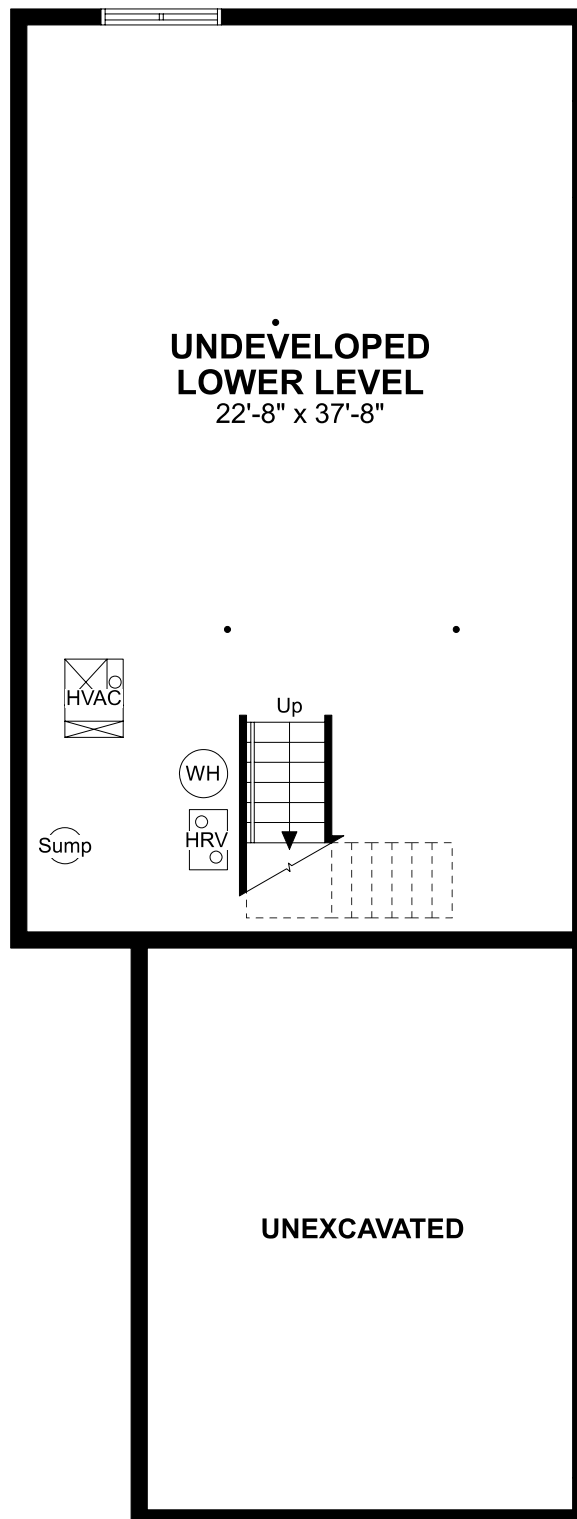 UNDEVELOPED
LOWER LEVEL
22'-8" x 37'-8"
HVAC
Up
WH
HRV
Sump
UNEXCAVATED